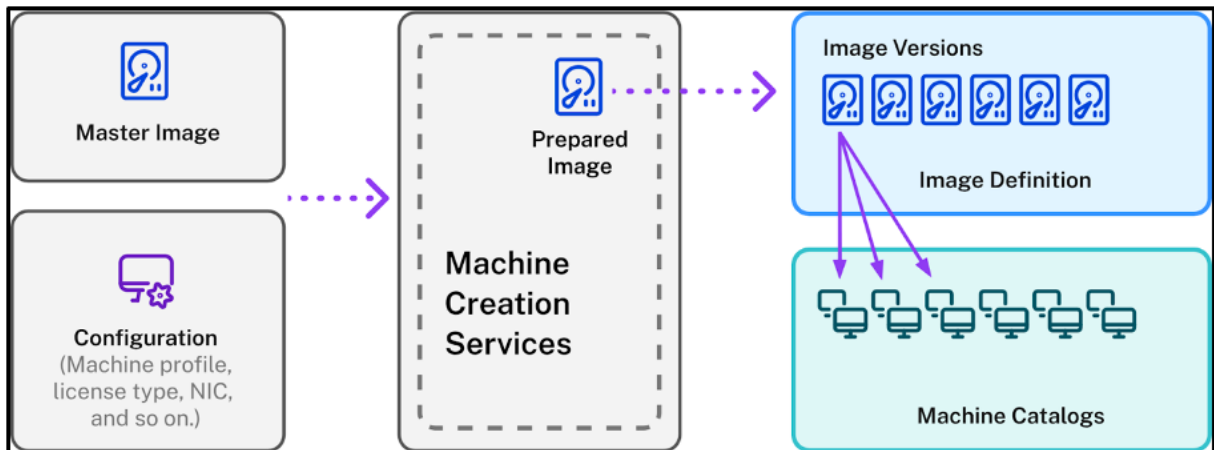 Master Image
Configuration
(Machine profile,
license type, NIC,
and so on.)
Prepared
Image
Machine
Creation
Services
Image Versions
Image Definition
Machine Catalogs